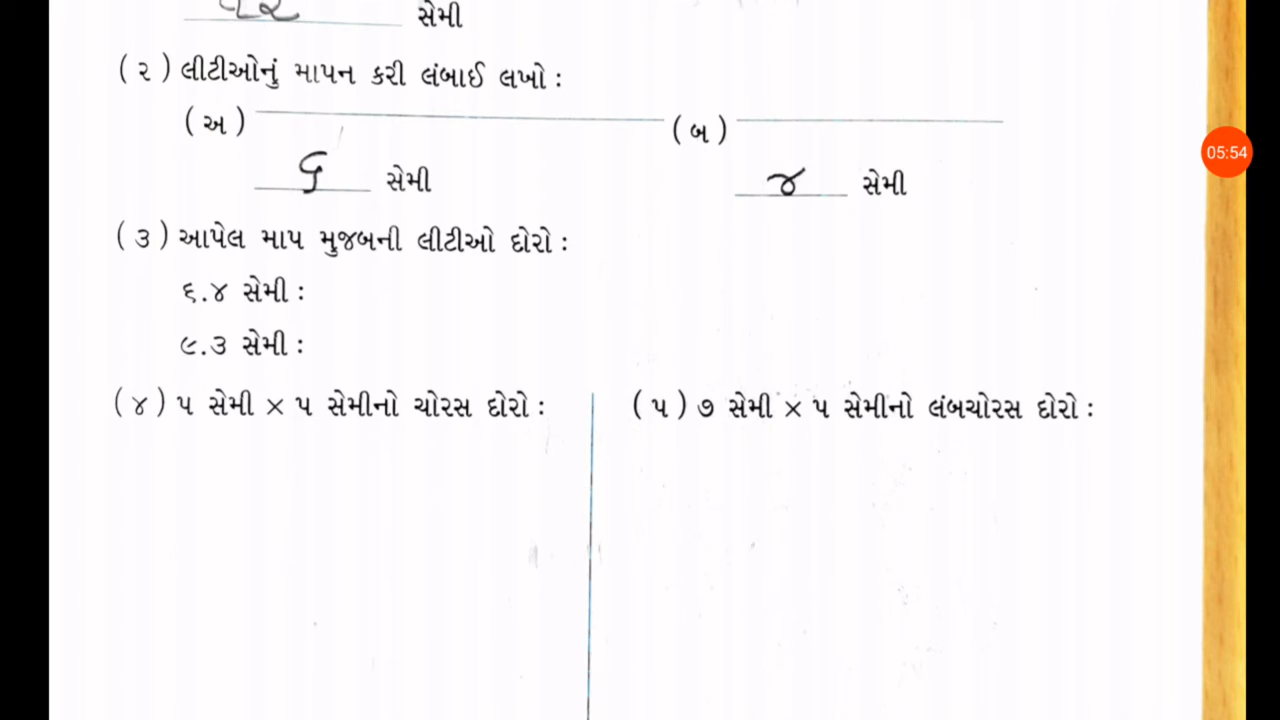 સેમી
(૨) લીટીઓનું માપન કરી લંબાઈ લખો :
(અ) (બ)
૬ સેમી ૪ સેમી
(૩) આપેલ માપ મુજબની લીટીઓ દોરો :
૬.૪ સેમી :
૯.૩ સેમી :
(૪) ૫ સેમી × ૫ સેમીનો ચોરસ દોરો :
(૫) ૭ સેમી × ૫ સેમીનો લંબચોરસ દોરો :
05:54